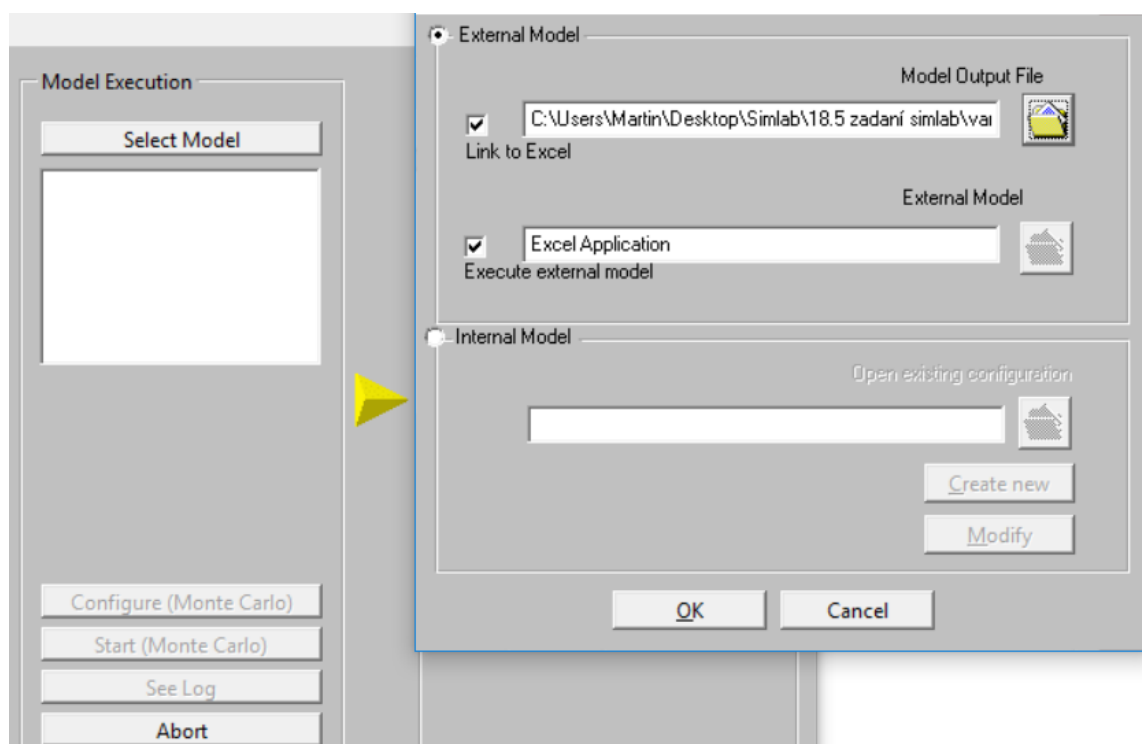 Model Execution
Select Model
Configure (Monte Carlo)
Start (Monte Carlo)
See Log
Abort
External Model
Model Output File
C:\Users\Martin\Desktop\Simlab\18.5 zadaní simlab\var
Link to Excel
External Model
Excel Application
Execute external model
Internal Model
Open existing configuration
Create new
Modify
OK
Cancel